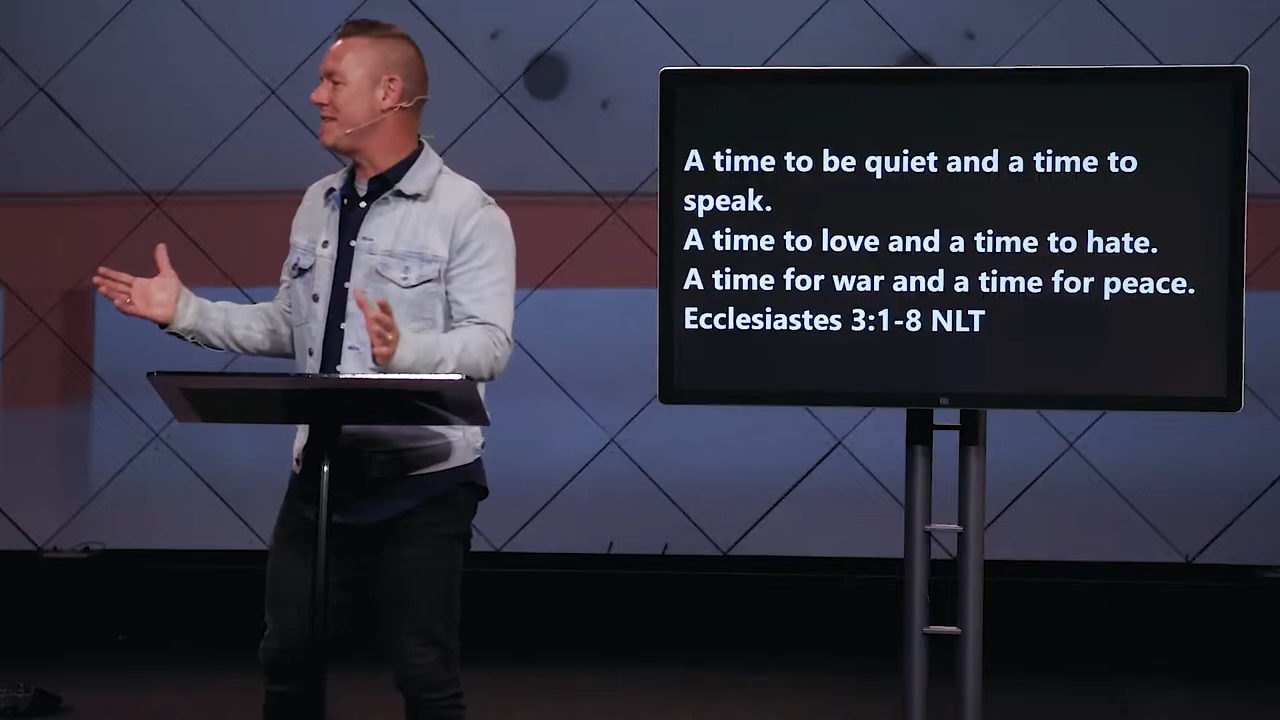 A time to be quiet and a time to
speak.
A time to love and a time to hate.
A time for war and a time for peace.
Ecclesiastes 3:1-8 NLT